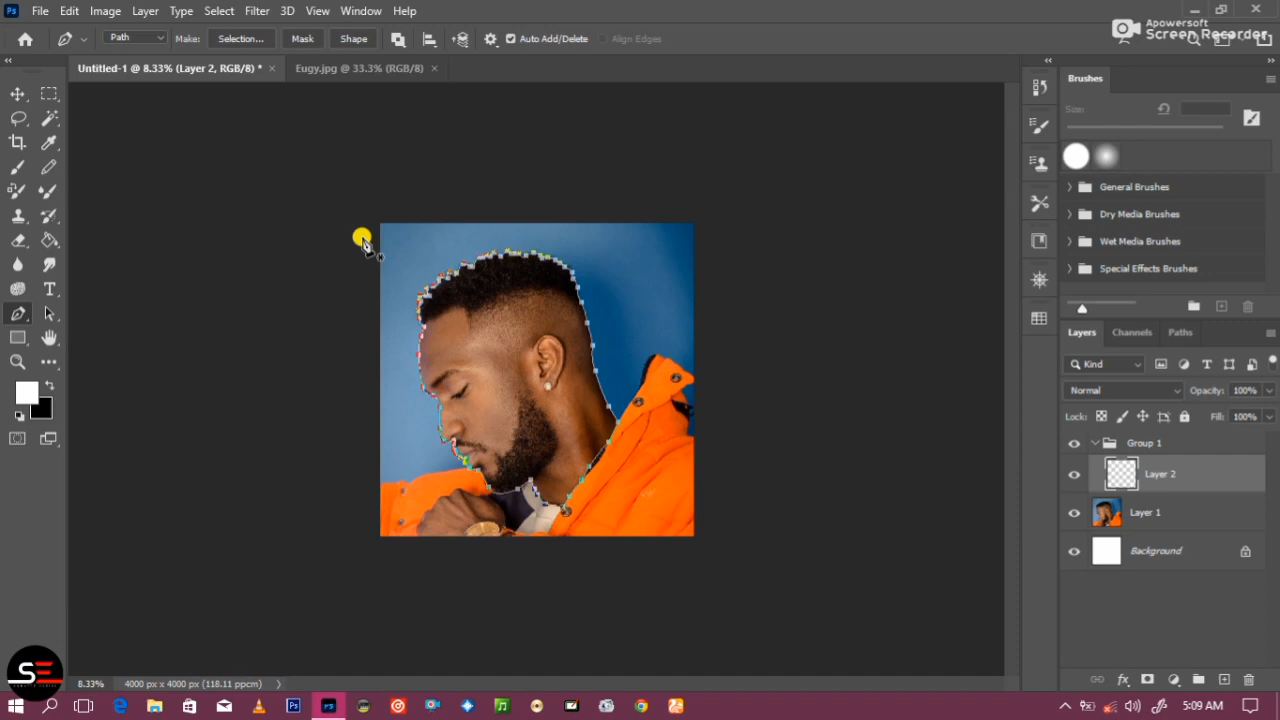 Ps File Edit Image Layer Type Select Filter 3D View Window Help
Apowersoft
Screen Recorder
Path Make: Selection... Mask Shape Auto Add/Delete Align Edges
Untitled-1 @ 8.33% (Layer 2, RGB/8) * × Eugy.jpg @ 33.3% (RGB/8) ×
Brushes
Size:
General Brushes
Dry Media Brushes
Wet Media Brushes
Special Effects Brushes
Layers Channels Paths
Kind
Normal Opacity: 100%
Lock: Fill: 100%
Group 1
Layer 2
Layer 1
Background
SE
8.33% 4000 px x 4000 px (118.11 ppcm)
5:09 AM